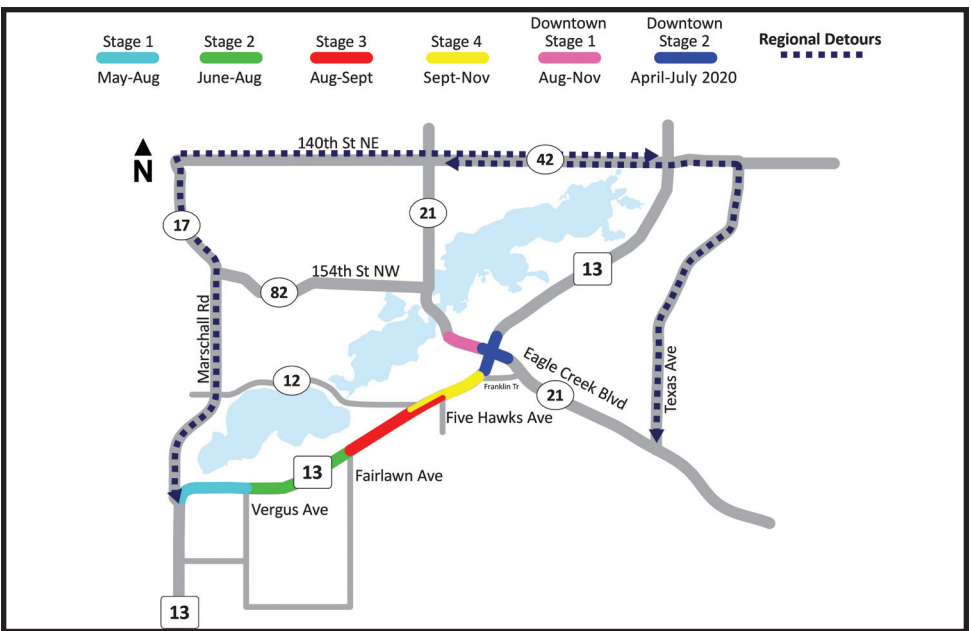 Stage 1
May-Aug
Stage 2
June-Aug
Stage 3
Aug-Sept
Stage 4
Sept-Nov
Downtown
Stage 1
Aug-Nov
Downtown
Stage 2
April-July 2020
Regional Detours
N
140th St NE
42
17
21
154th St NW
82
13
Marschall Rd
12
Eagle Creek Blvd
Franklin Tr
21
Texas Ave
Five Hawks Ave
13
Fairlawn Ave
Vergus Ave
13